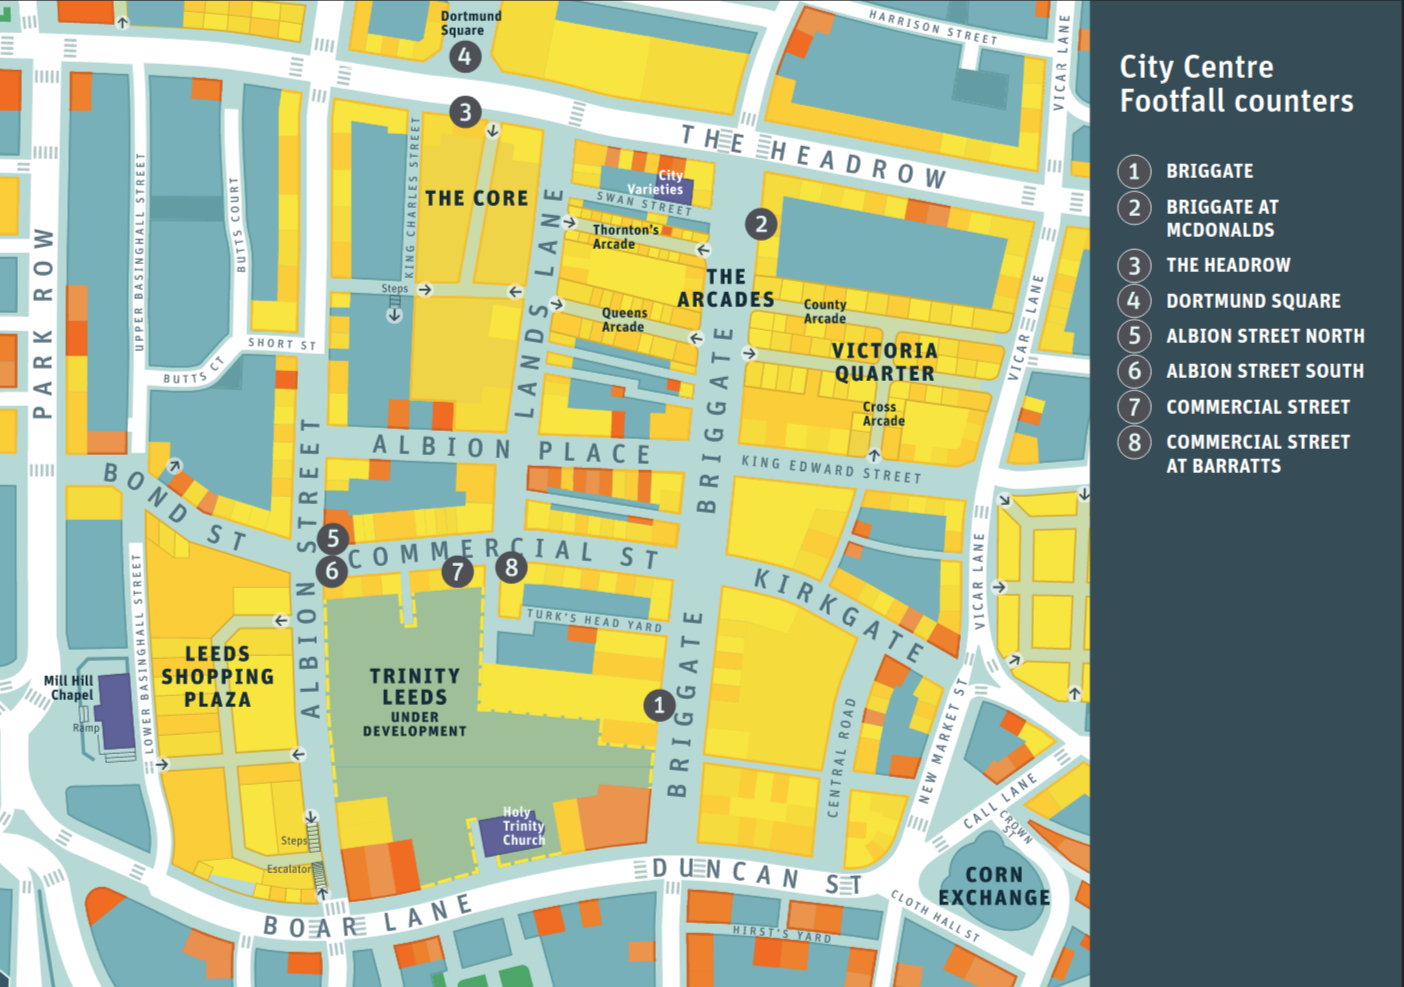 Dortmund
Square
4
3
HARRISON STREET
VICAR LANE
THE HEADROW
City
Varieties
SWAN STREET
2
THE CORE
KING CHARLES STREET
UPPER BASINGHALL STREET
BUTTS COURT
PARK ROW
LANDS LANE
Thornton's
Arcade
THE
ARCADES
Steps
Queens
Arcade
County
Arcade
VICAR LANE
SHORT ST
BUTTS CT
VICTORIA
QUARTER
BRIGGATE
Cross
Arcade
ALBION PLACE
KING EDWARD STREET
BOND ST
ALBION STREET
5
COMMERCIAL ST
6
7
8
KIRKGATE
VICAR LANE
LOWER BASINGHALL STREET
TURK'S HEAD YARD
LEEDS
SHOPPING
PLAZA
TRINITY
LEEDS
UNDER
DEVELOPMENT
Mill Hill
Chapel
Ramp
1
BRIGGATE
CENTRAL ROAD
NEW MARKET ST
CALL LANE
CROWN
ST
Holy
Trinity
Church
Steps
Escalator
DUNCAN ST
CORN
EXCHANGE
CLOTH HALL ST
BOAR LANE
HIRST'S YARD
City Centre
Footfall counters
1 BRIGGATE
2 BRIGGATE AT
MCDONALDS
3 THE HEADROW
4 DORTMUND SQUARE
5 ALBION STREET NORTH
6 ALBION STREET SOUTH
7 COMMERCIAL STREET
8 COMMERCIAL STREET
AT BARRATTS